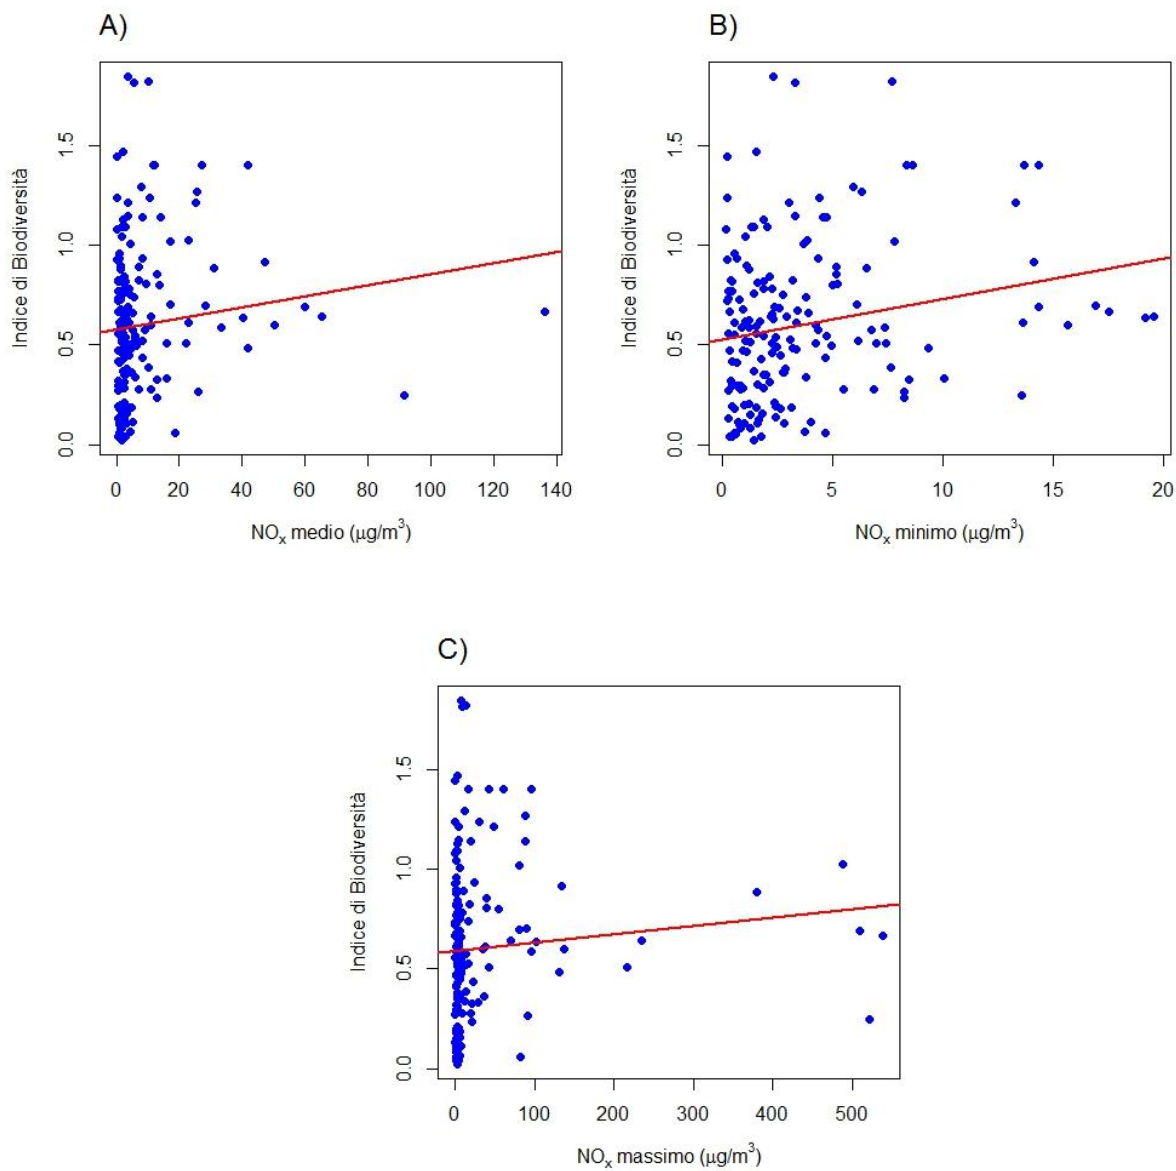 A)
Indice di Biodiversità
0.0 0.5 1.0 1.5
0 20 40 60 80 100 120 140
NOₓ medio (μg/m³)
B)
Indice di Biodiversità
0.0 0.5 1.0 1.5
0 5 10 15 20
NOₓ minimo (μg/m³)
C)
Indice di Biodiversità
0.0 0.5 1.0 1.5
0 100 200 300 400 500
NOₓ massimo (μg/m³)